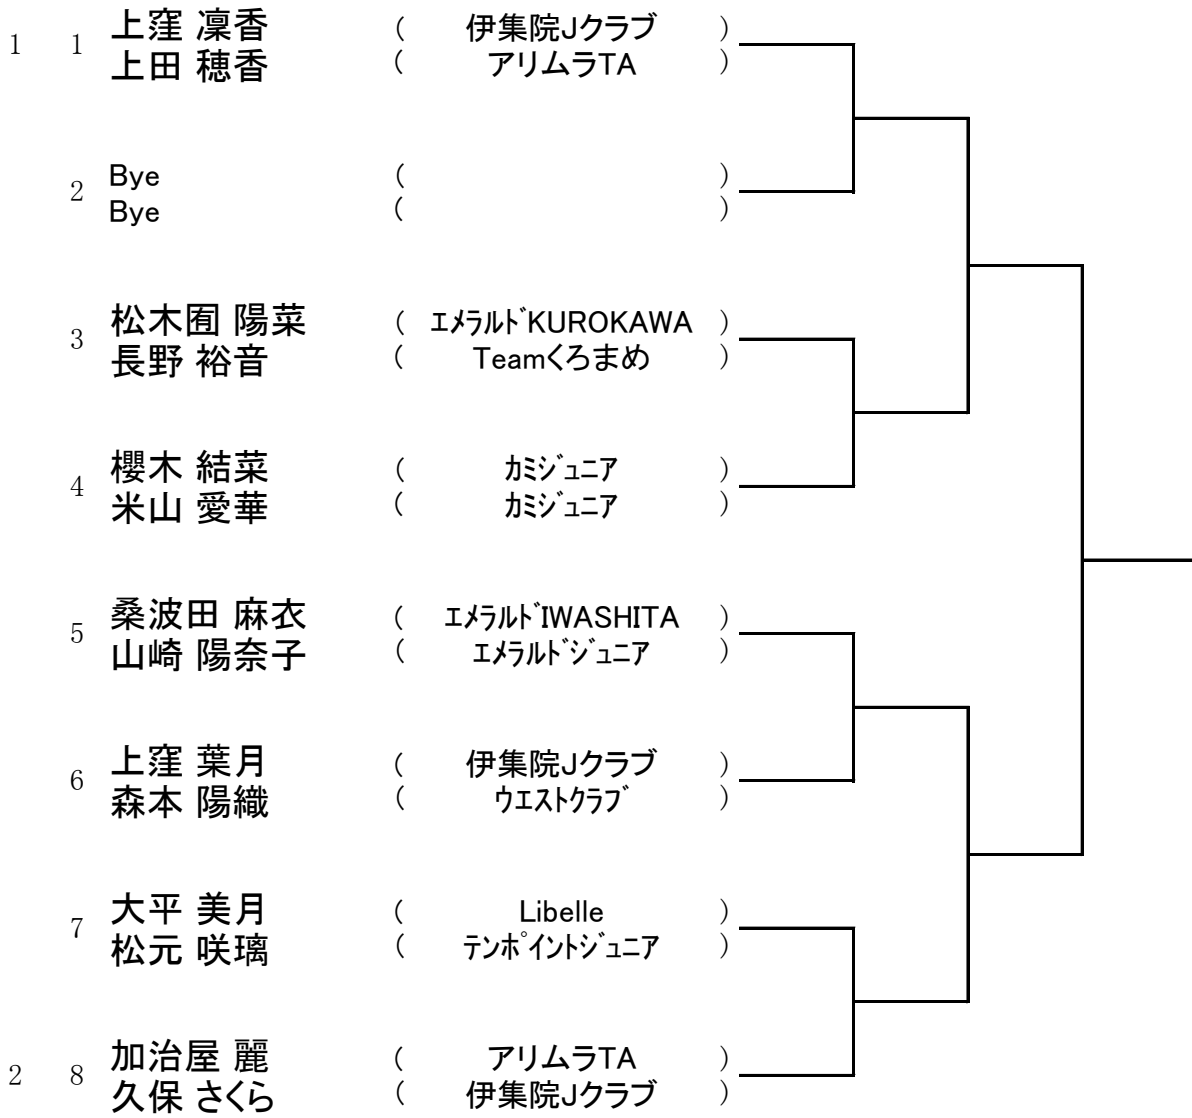 1 1 上窪 凜香 ( 伊集院Jクラブ )
上田 穂香 ( アリムラTA )
2 Bye ( )
Bye ( )
3 松木囿 陽菜 ( ｴﾒﾗﾙﾄﾞKUROKAWA )
長野 裕音 ( Teamくろまめ )
4 櫻木 結菜 ( ｶﾐｼﾞｭﾆｱ )
米山 愛華 ( ｶﾐｼﾞｭﾆｱ )
5 桑波田 麻衣 ( ｴﾒﾗﾙﾄﾞIWASHITA )
山崎 陽奈子 ( ｴﾒﾗﾙﾄﾞｼﾞｭﾆｱ )
6 上窪 葉月 ( 伊集院Jクラブ )
森本 陽織 ( ｳｴｽﾄｸﾗﾌﾞ )
7 大平 美月 ( Libelle )
松元 咲璃 ( ﾃﾝﾎﾟｲﾝﾄｼﾞｭﾆｱ )
2 8 加治屋 麗 ( アリムラTA )
久保 さくら ( 伊集院Jクラブ )